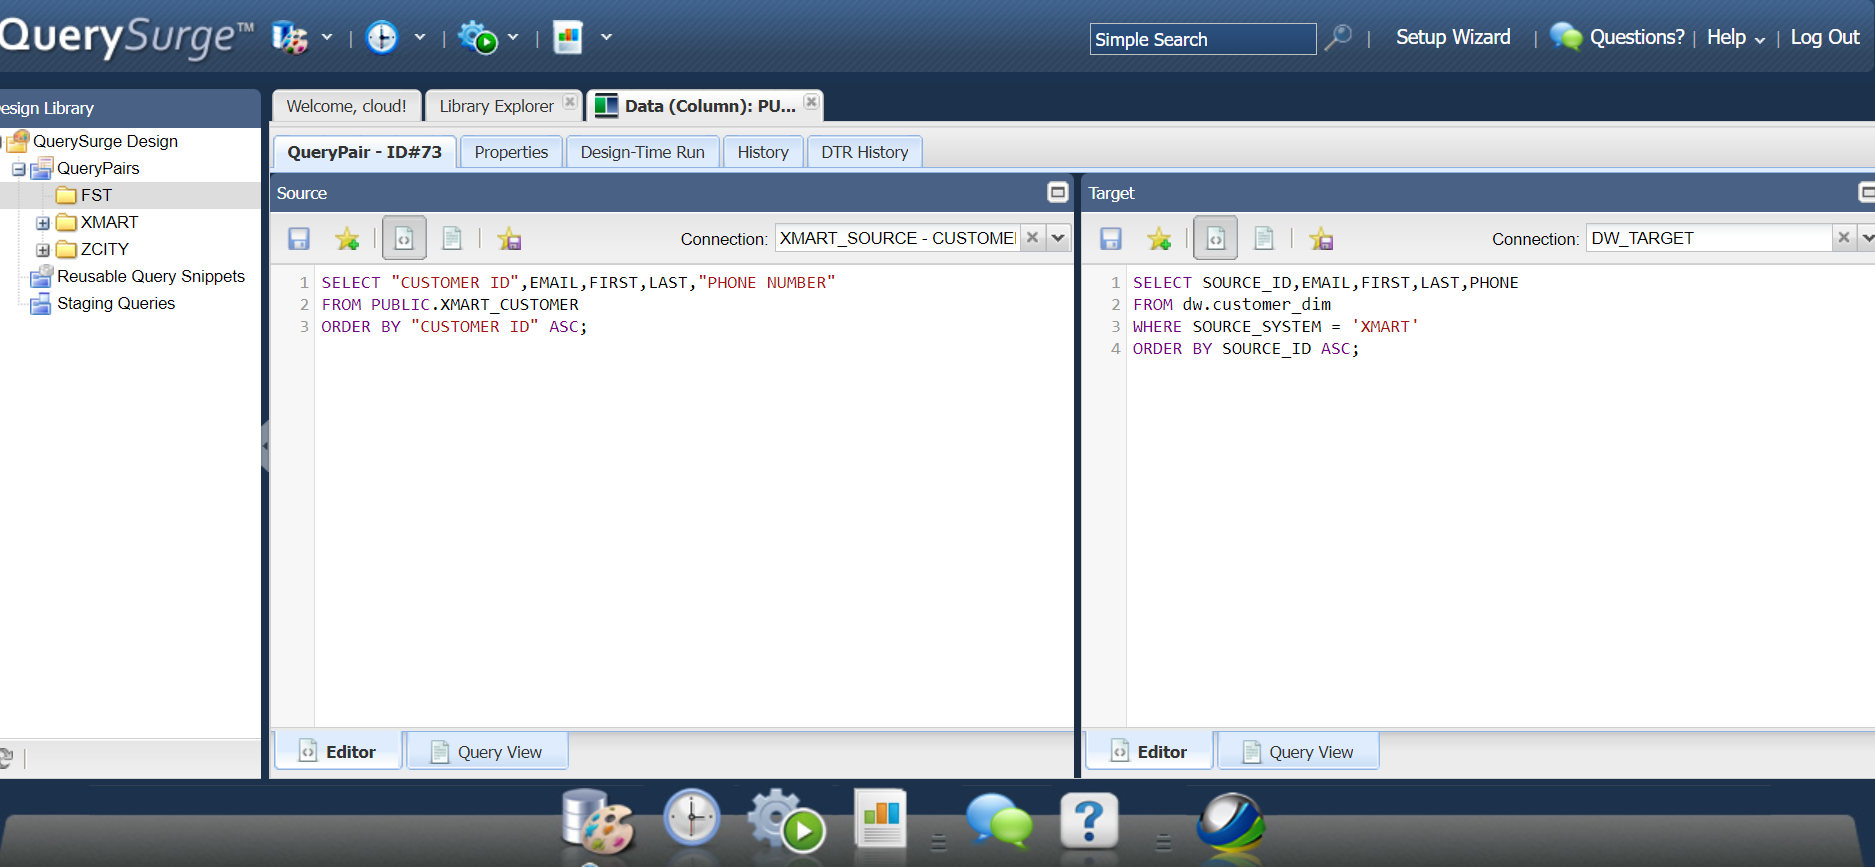 QuerySurge™
Simple Search
Setup Wizard
Questions?
Help
Log Out
esign Library
QuerySurge Design
QueryPairs
FST
XMART
ZCITY
Reusable Query Snippets
Staging Queries
Welcome, cloud!
Library Explorer
Data (Column): PU...
QueryPair - ID#73
Properties
Design-Time Run
History
DTR History
Source
Connection: XMART_SOURCE - CUSTOME
1 SELECT "CUSTOMER ID",EMAIL,FIRST,LAST,"PHONE NUMBER"
2 FROM PUBLIC.XMART_CUSTOMER
3 ORDER BY "CUSTOMER ID" ASC;
Editor
Query View
Target
Connection: DW_TARGET
1 SELECT SOURCE_ID,EMAIL,FIRST,LAST,PHONE
2 FROM dw.customer_dim
3 WHERE SOURCE_SYSTEM = 'XMART'
4 ORDER BY SOURCE_ID ASC;
Editor
Query View
?